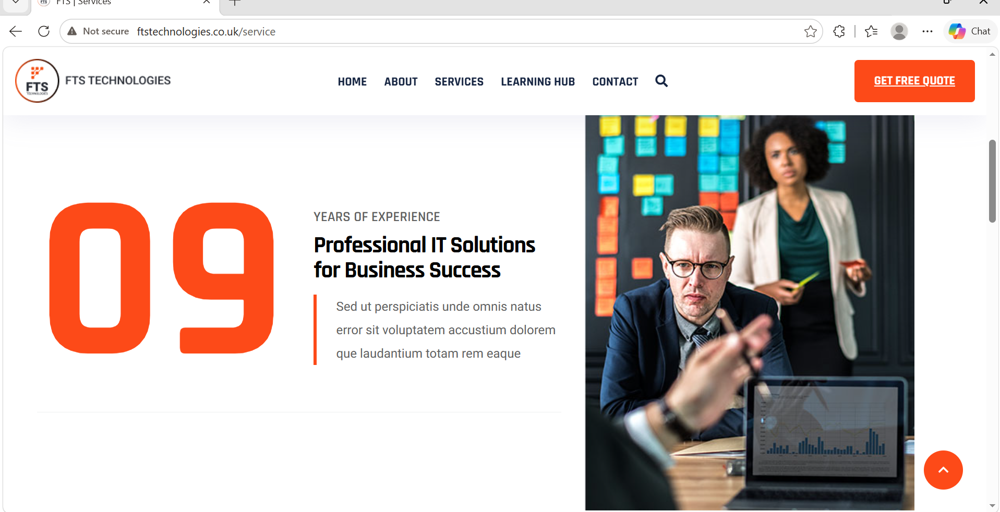 FTS | Services
Not secure
ftstechnologies.co.uk/service
Chat
FTS
TECHNOLOGIES
FTS TECHNOLOGIES
HOME
ABOUT
SERVICES
LEARNING HUB
CONTACT
GET FREE QUOTE
09
YEARS OF EXPERIENCE
Professional IT Solutions
for Business Success
Sed ut perspiciatis unde omnis natus
error sit voluptatem accustium dolorem
que laudantium totam rem eaque